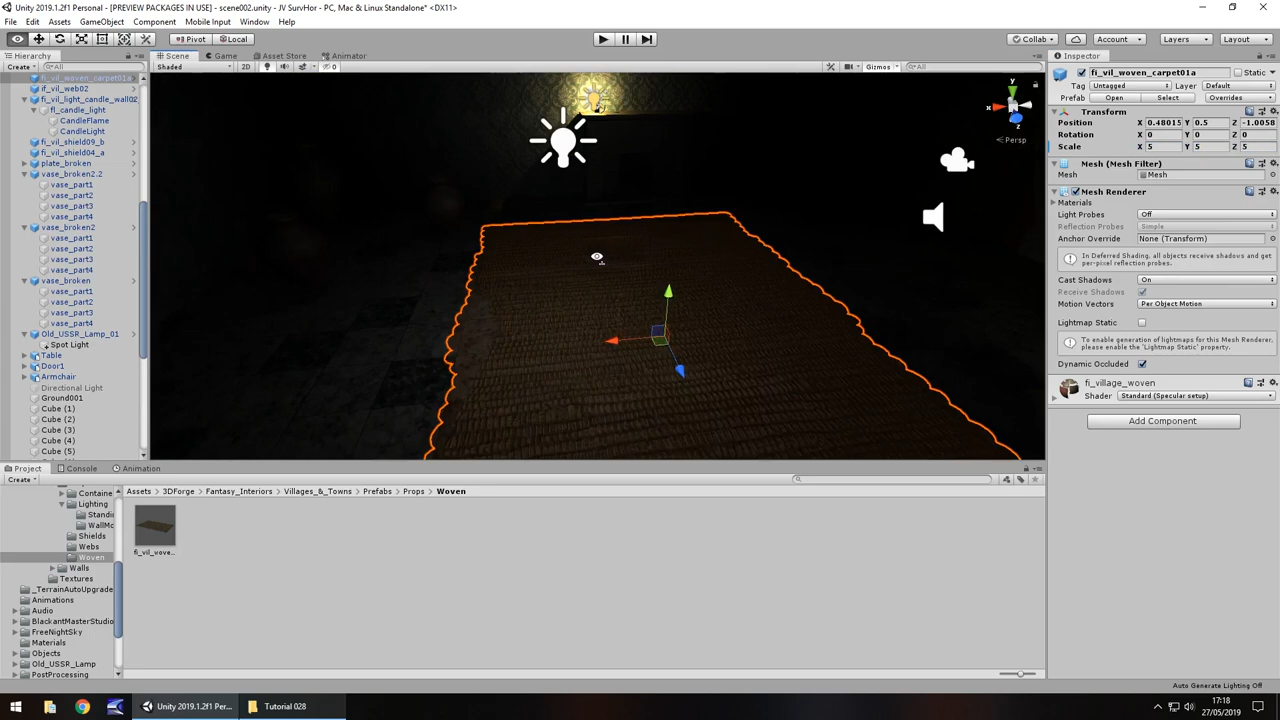 Unity 2019.1.2f1 Personal - [PREVIEW PACKAGES IN USE] - scene002.unity - JV SurvHor - PC, Mac & Linux Standalone* <DX11>
File Edit Assets GameObject Component Mobile Input Window Help
Pivot Local Collab Account Layers Layout
Hierarchy Scene Game Asset Store Animator Inspector
Create All Shaded 2D 0 Gizmos All
fi_vil_woven_carpet01a
if_vil_web02
fi_vil_light_candle_wall02
fl_candle_light
CandleFlame
CandleLight
fi_vil_shield09_b
fi_vil_shield04_a
plate_broken
vase_broken2.2
vase_part1
vase_part2
vase_part3
vase_part4
vase_broken2
vase_part1
vase_part2
vase_part3
vase_part4
vase_broken
vase_part1
vase_part2
vase_part3
vase_part4
Old_USSR_Lamp_01
Spot Light
Table
Door1
Armchair
Directional Light
Ground001
Cube (1)
Cube (2)
Cube (3)
Cube (4)
Cube (5)
y
x
z
Persp
fi_vil_woven_carpet01a Static
Tag Untagged Layer Default
Prefab Open Select Overrides
Transform
Position X 0.48015 Y 0.5 Z -1.0058
Rotation X 0 Y 0 Z 0
Scale X 5 Y 5 Z 5
Mesh (Mesh Filter)
Mesh Mesh
Mesh Renderer
Materials
Light Probes Off
Reflection Probes Simple
Anchor Override None (Transform)
In Deferred Shading, all objects receive shadows and get
per-pixel reflection probes.
Cast Shadows On
Receive Shadows
Motion Vectors Per Object Motion
Lightmap Static
To enable generation of lightmaps for this Mesh Renderer,
please enable the 'Lightmap Static' property.
Dynamic Occluded
fi_village_woven
Shader Standard (Specular setup)
Add Component
Project Console Animation
Create
Containe
Lighting
Standi
WallMo
Shields
Webs
Woven
Walls
Textures
_TerrainAutoUpgrade
Animations
Audio
BlackantMasterStudio
FreeNightSky
Materials
Objects
Old_USSR_Lamp
PostProcessing
Assets 3DForge Fantasy_Interiors Villages_&_Towns Prefabs Props Woven
fi_vil_wove...
Auto Generate Lighting Off
Unity 2019.1.2f1 Per... Tutorial 028
17:18
27/05/2019